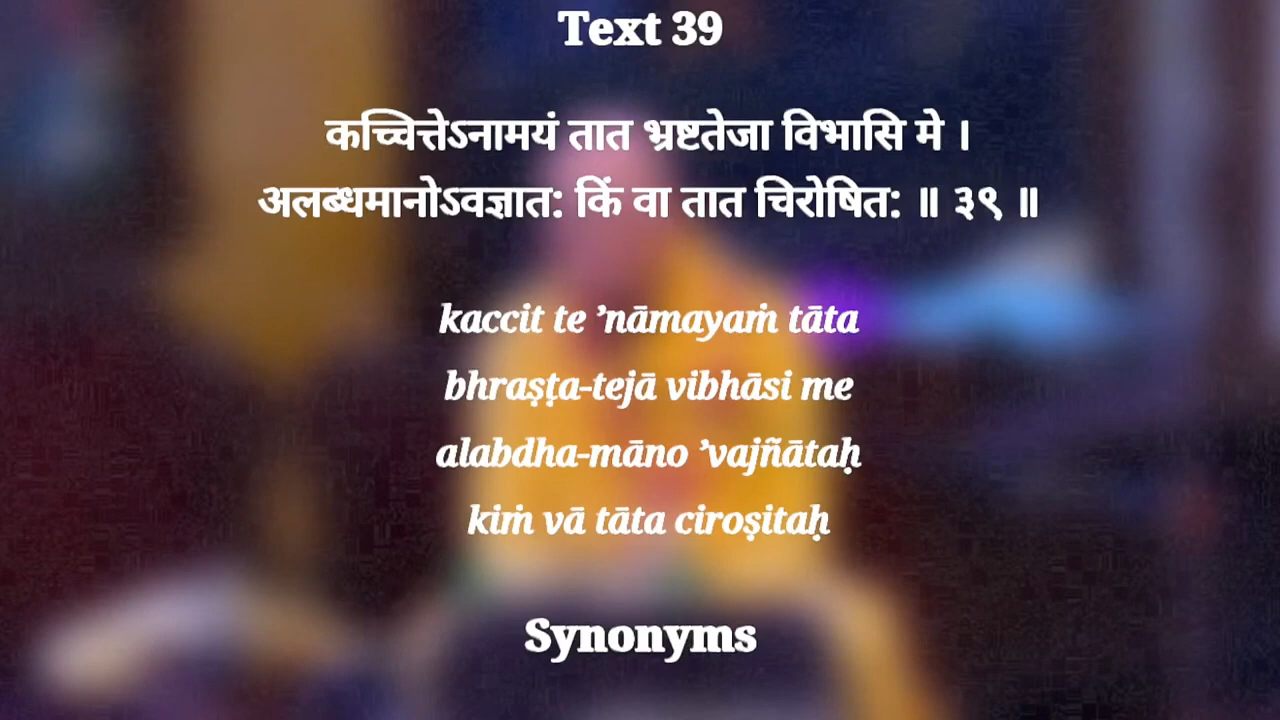 Text 39
कच्चित्तेऽनामयं तात भ्रष्टतेजा विभासि मे ।
अलब्धमानोऽवज्ञात: किं वा तात चिरोषित: ॥ ३९ ॥
kaccit te ’nāmayaṁ tāta
bhraṣṭa-tejā vibhāsi me
alabdha-māno ’vajñātaḥ
kiṁ vā tāta ciroṣitaḥ
Synonyms